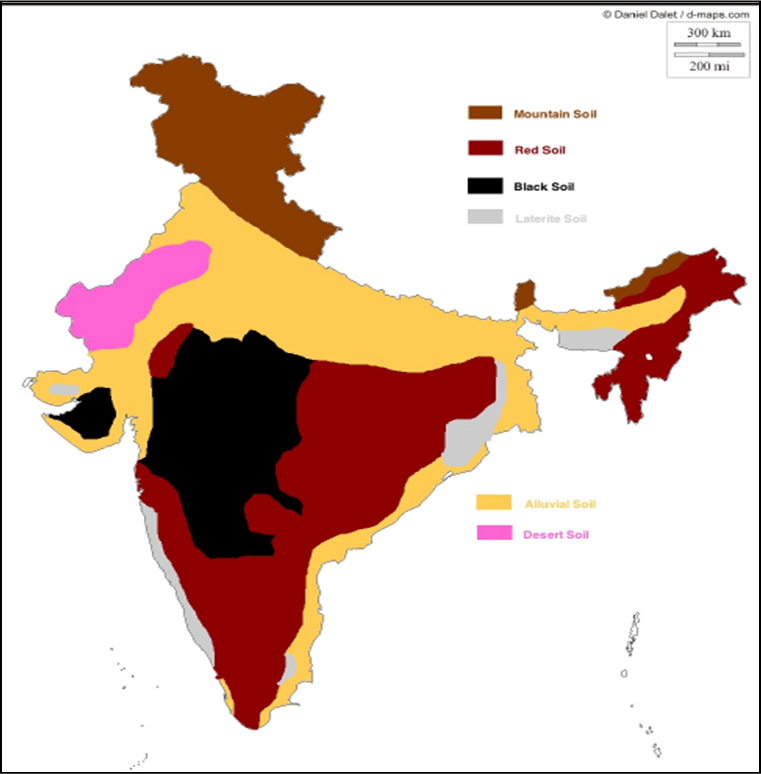 © Daniel Dalet / d-maps.com
300 km
200 mi
Mountain Soil
Red Soil
Black Soil
Laterite Soil
Alluvial Soil
Desert Soil